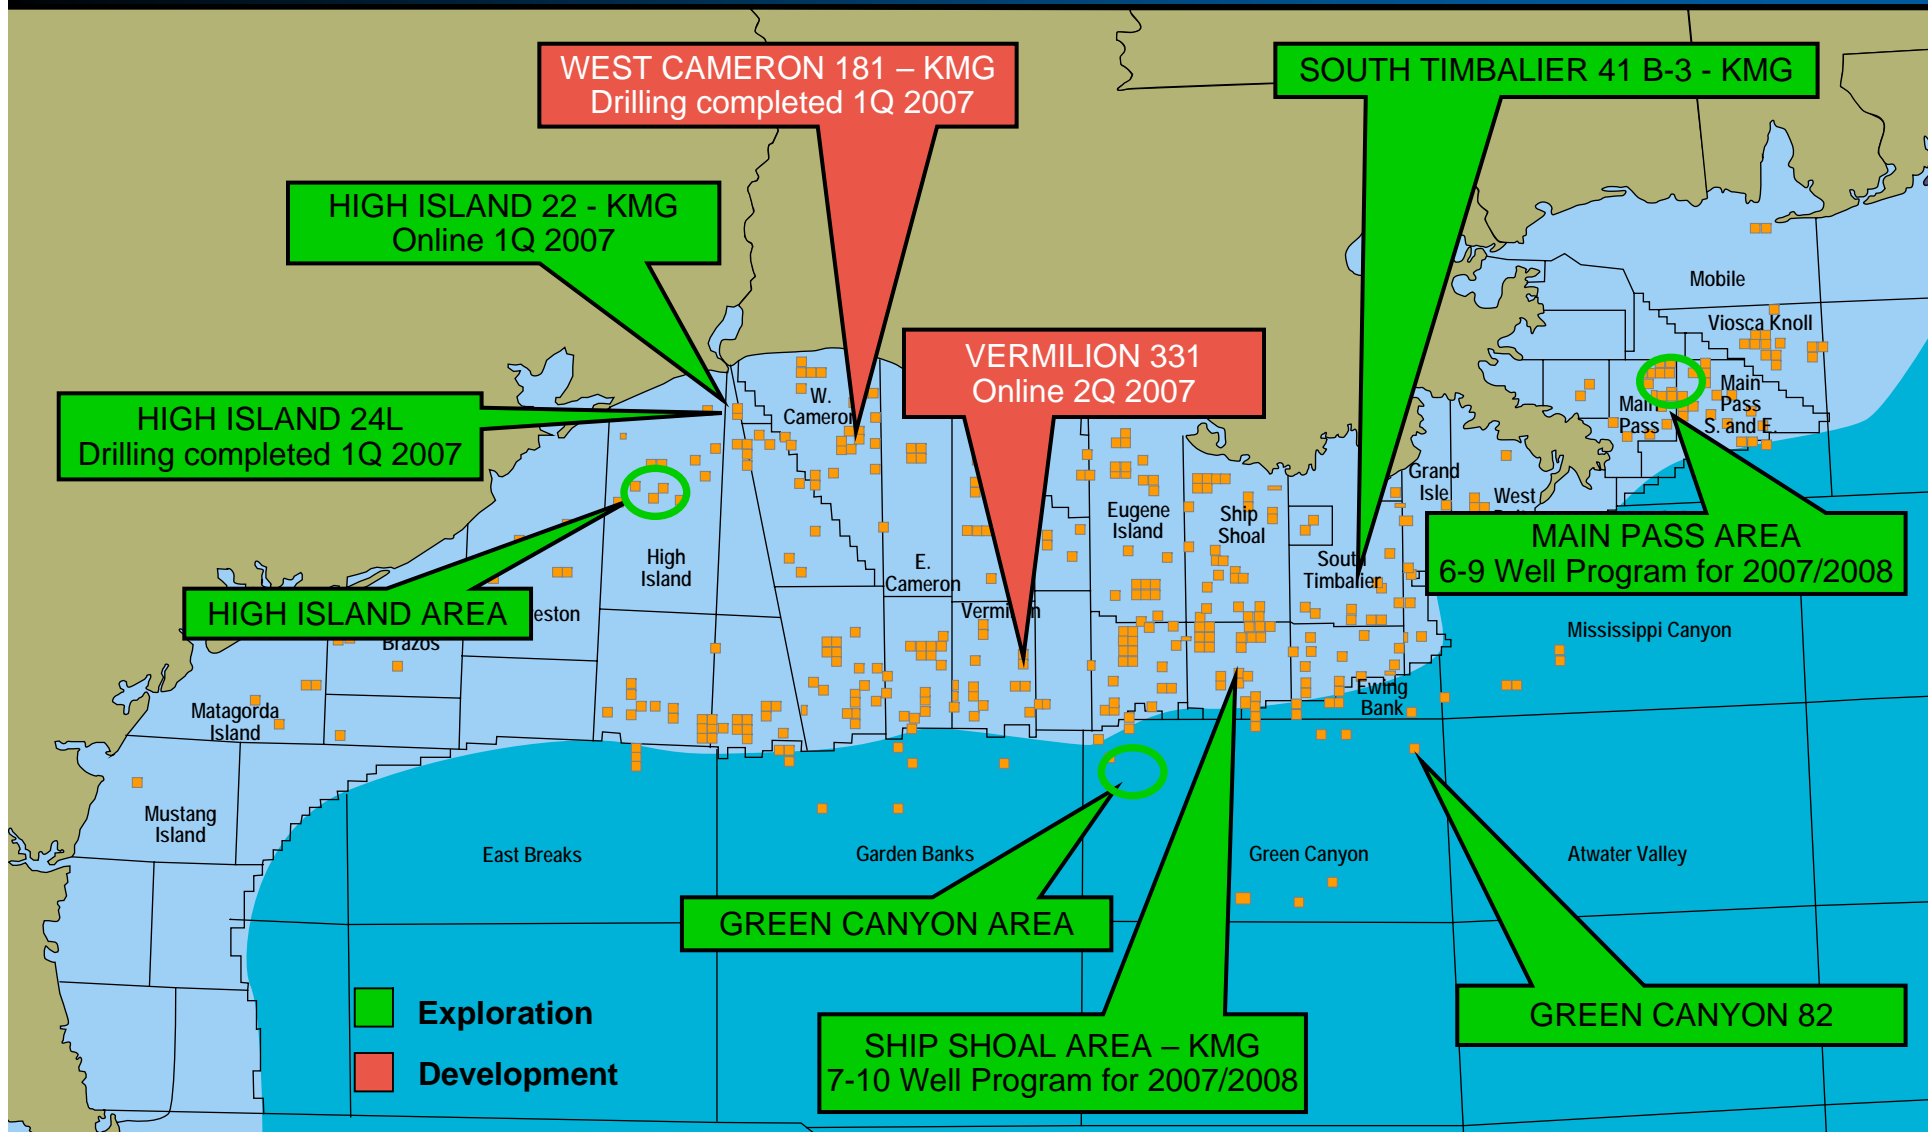 WEST CAMERON 181 – KMG
Drilling completed 1Q 2007
SOUTH TIMBALIER 41 B-3 - KMG
HIGH ISLAND 22 - KMG
Online 1Q 2007
Mobile
Viosca Knoll
VERMILION 331
Online 2Q 2007
HIGH ISLAND 24L
Drilling completed 1Q 2007
W.
Cameron
Main
Pass
Main
Pass
S. and E.
Grand
Isle
West
Eugene
Island
Ship
Shoal
South
Timbalier
MAIN PASS AREA
6-9 Well Program for 2007/2008
High
Island
E.
Cameron
Vermilion
HIGH ISLAND AREA
eston
Brazos
Mississippi Canyon
Matagorda
Island
Ewing
Bank
Mustang
Island
East Breaks
Garden Banks
Green Canyon
Atwater Valley
GREEN CANYON AREA
GREEN CANYON 82
Exploration
Development
SHIP SHOAL AREA – KMG
7-10 Well Program for 2007/2008